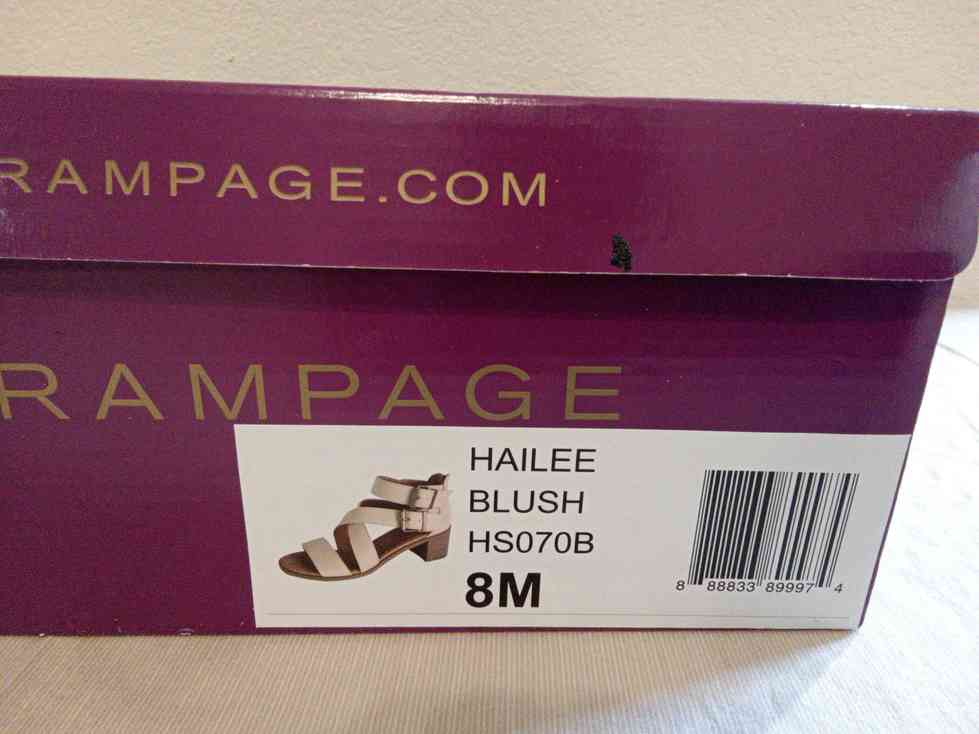 RAMPAGE.COM
RAMPAGE
HAILEE
BLUSH
HS070B
8M
8 88833 89997 4